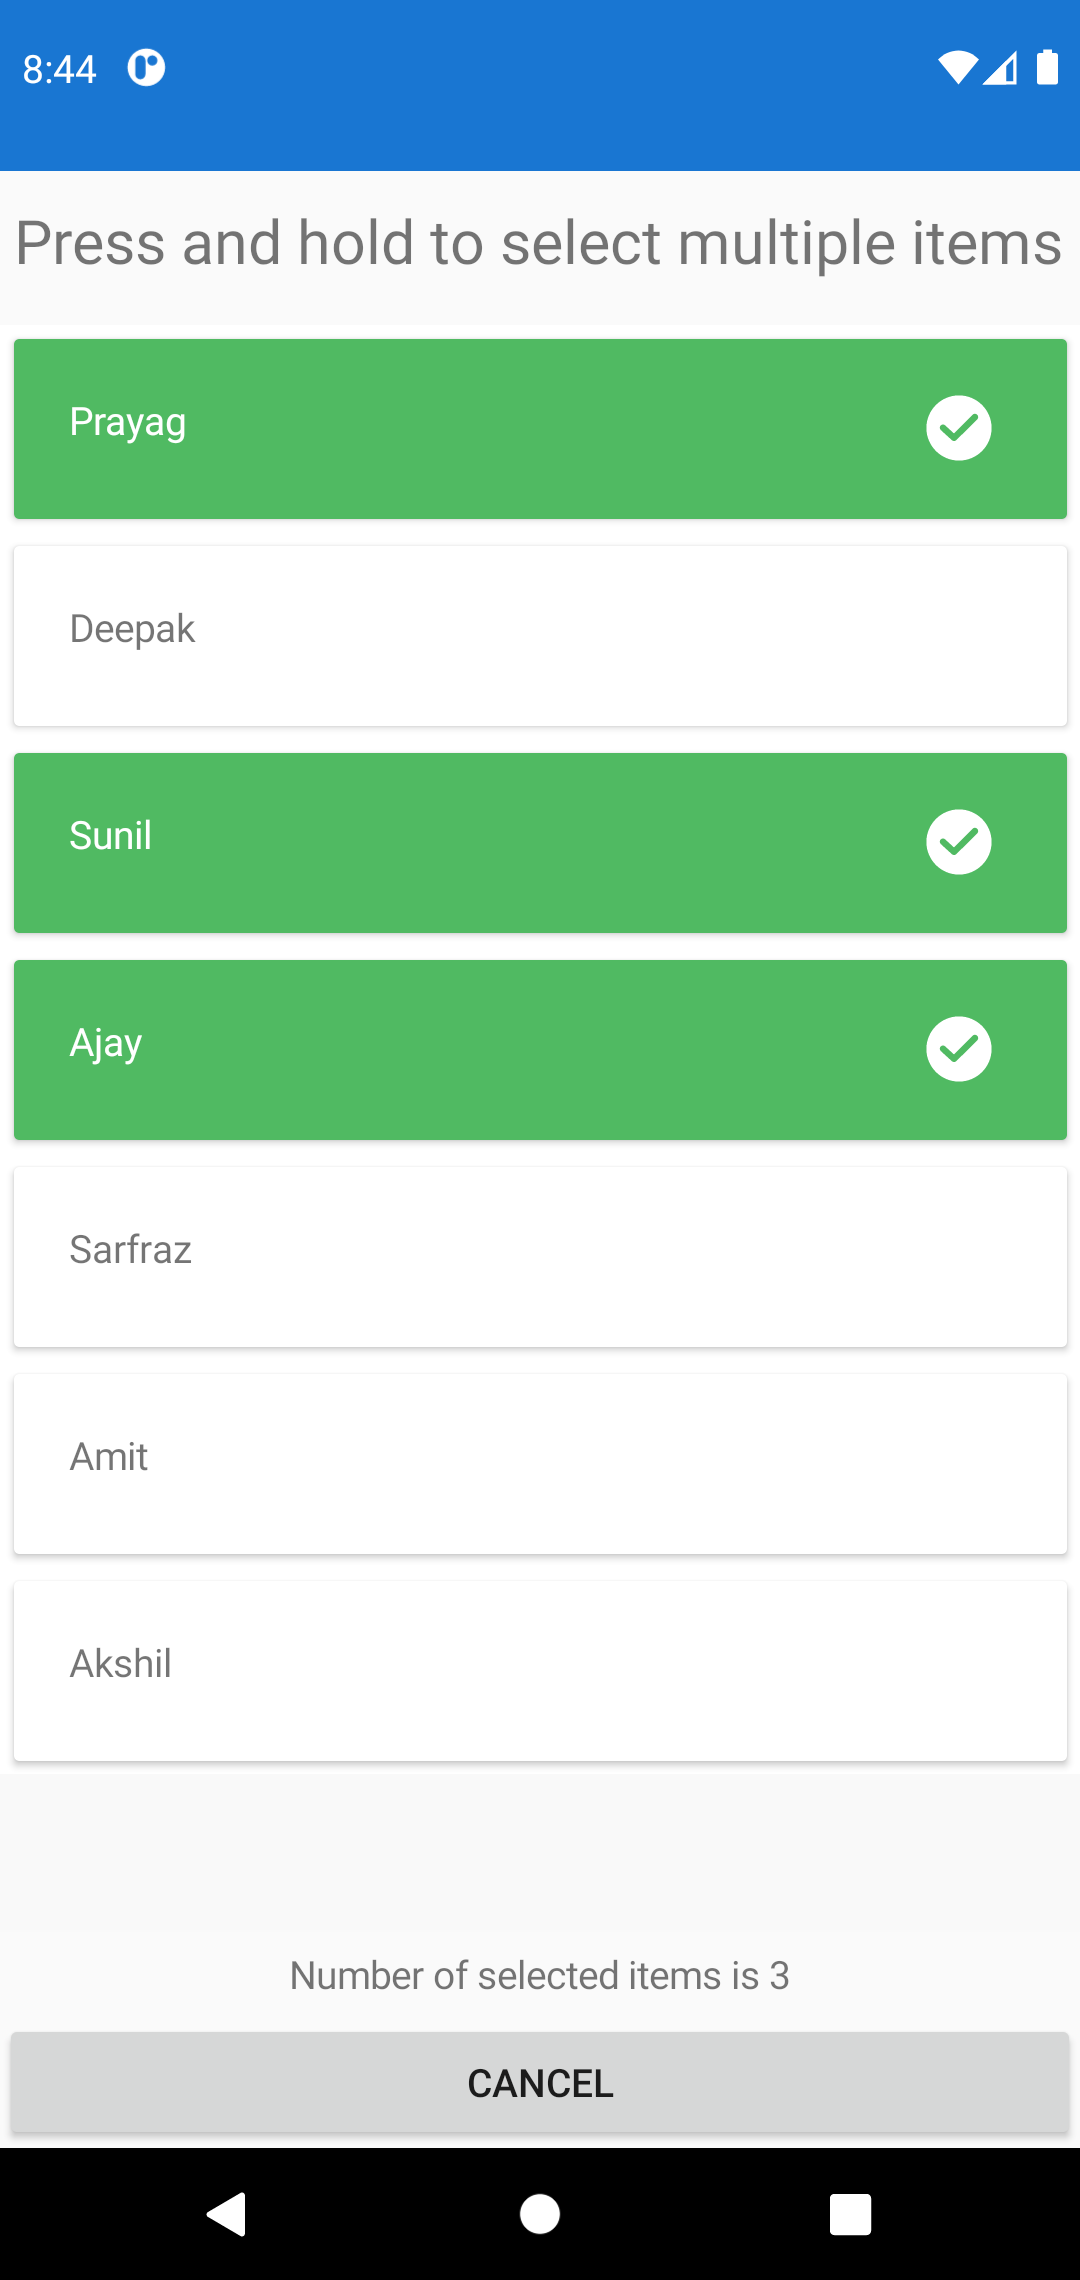 8:44
Press and hold to select multiple items
Prayag
Deepak
Sunil
Ajay
Sarfraz
Amit
Akshil
Number of selected items is 3
CANCEL